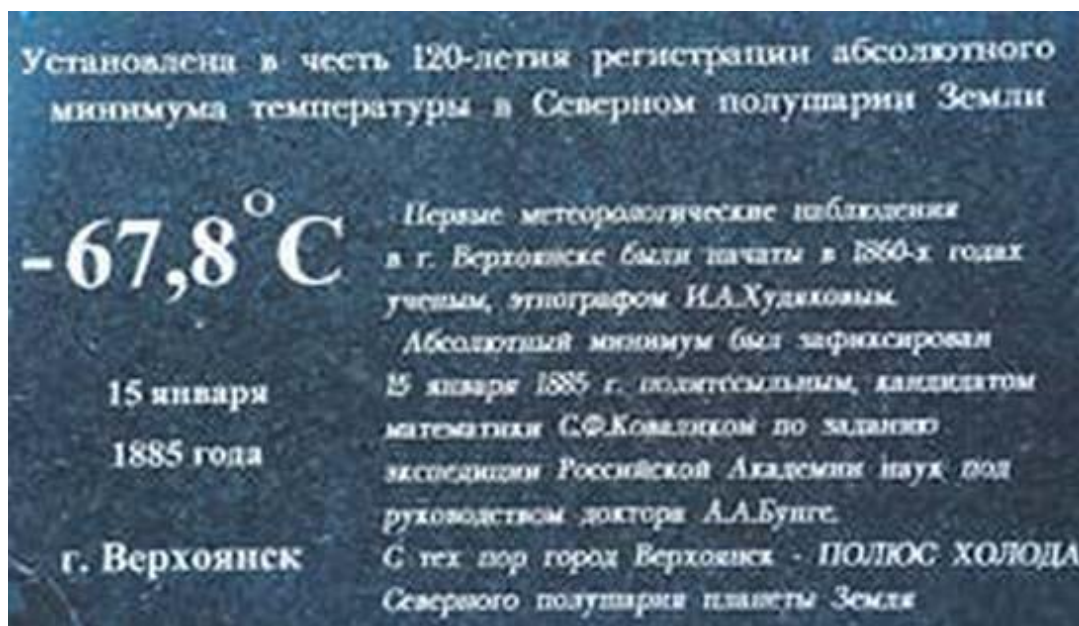 Установлена в честь 120-летия регистрации абсолютного
минимума температуры в Северном полушарии Земли
-67,8°С
15 января
1885 года
г. Верхоянск
Первые метеорологические наблюдения
в г. Верхоянске были начаты в 1860-х годах
ученым, этнографом И.А.Худяковым.
Абсолютный минимум был зафиксирован
15 января 1885 г. политссыльным, кандидатом
математики С.Ф.Коваликом по заданию
экспедиции Российской Академии наук под
руководством доктора А.А.Бунге.
С тех пор город Верхоянск - ПОЛЮС ХОЛОДА
Северного полушария планеты Земля